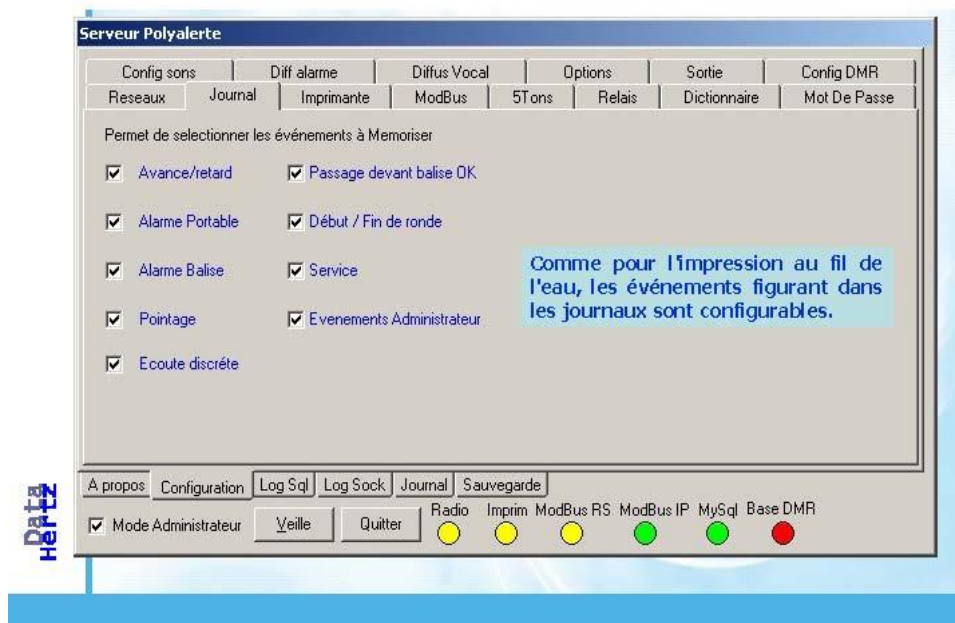 Serveur Polyalerte
Config sons Diff alarme Diffus Vocal Options Sortie Config DMR
Reseaux Journal Imprimante ModBus 5Tons Relais Dictionnaire Mot De Passe
Permet de selectionner les événements à Memoriser
Avance/retard Passage devant balise OK
Alarme Portable Début / Fin de ronde
Alarme Balise Service
Pointage Evenements Administrateur
Ecoute discréte
Comme pour l'impression au fil de
l'eau, les événements figurant dans
les journaux sont configurables.
A propos Configuration Log Sql Log Sock Journal Sauvegarde
Mode Administrateur Veille Quitter Radio Imprim ModBus RS ModBus IP MySql Base DMR
Data
Hertz